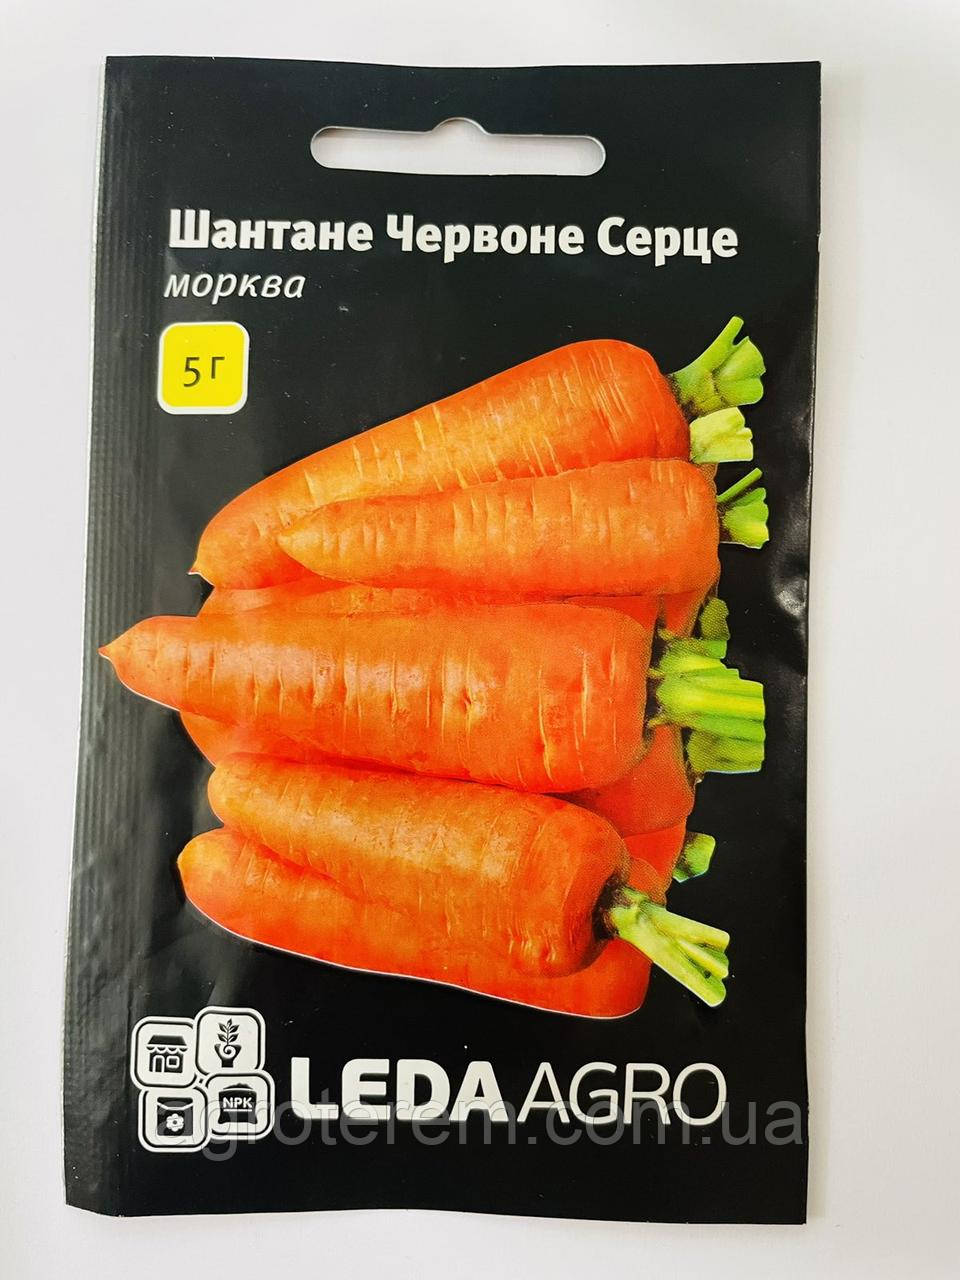 Шантане Червоне Серце
морква
5 г
NPK
LEDA AGRO
agroterem.com.ua